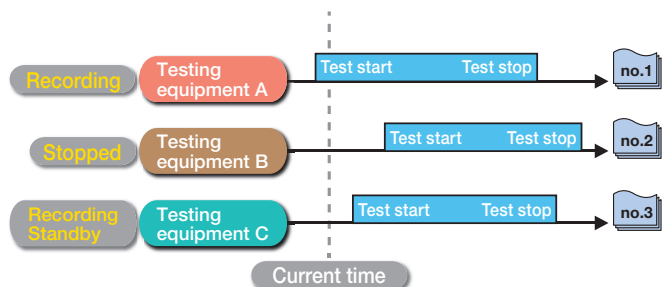 Recording
Testing
equipment A
Test start Test stop
no.1
Stopped
Testing
equipment B
Test start Test stop
no.2
Recording
Standby
Testing
equipment C
Test start Test stop
no.3
Current time